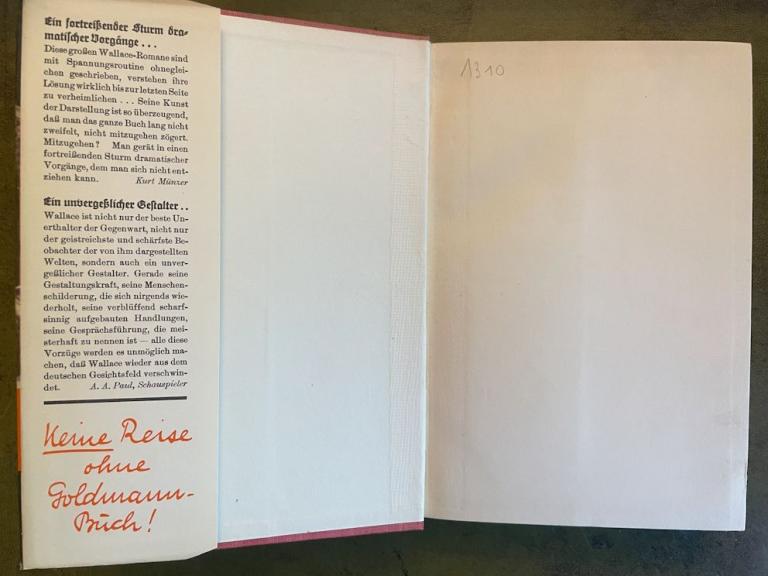 Ein fortreißender Sturm dra-
matischer Vorgänge...
Diese großen Wallace-Romane sind
mit Spannungsroutine ohneglei-
chen geschrieben, verstehen ihre
Lösung wirklich bis zur letzten Seite
zu verheimlichen... Seine Kunst
der Darstellung ist so überzeugend,
daß man das ganze Buch lang nicht
zweifelt, nicht mitzugehen zögert.
Mitzugehen? Man gerät in einen
fortreißenden Sturm dramatischer
Vorgänge, dem man sich nicht ent-
ziehen kann. Kurt Münzer
Ein unvergeßlicher Gestalter..
Wallace ist nicht nur der beste Un-
terhalter der Gegenwart, nicht nur
der geistreichste und schärfste Be-
obachter der von ihm dargestellten
Welten, sondern auch ein unver-
geßlicher Gestalter. Gerade seine
Gestaltungskraft, seine Menschen-
schilderung, die sich nirgends wie-
derholt, seine verblüffend scharf-
sinnig aufgebauten Handlungen,
seine Gesprächsführung, die mei-
sterhaft zu nennen ist — alle diese
Vorzüge werden es unmöglich ma-
chen, daß Wallace wieder aus dem
deutschen Gesichtsfeld verschwin-
det. A. A. Paul, Schauspieler
Keine Reise
ohne
Goldmann-
Buch!
1310